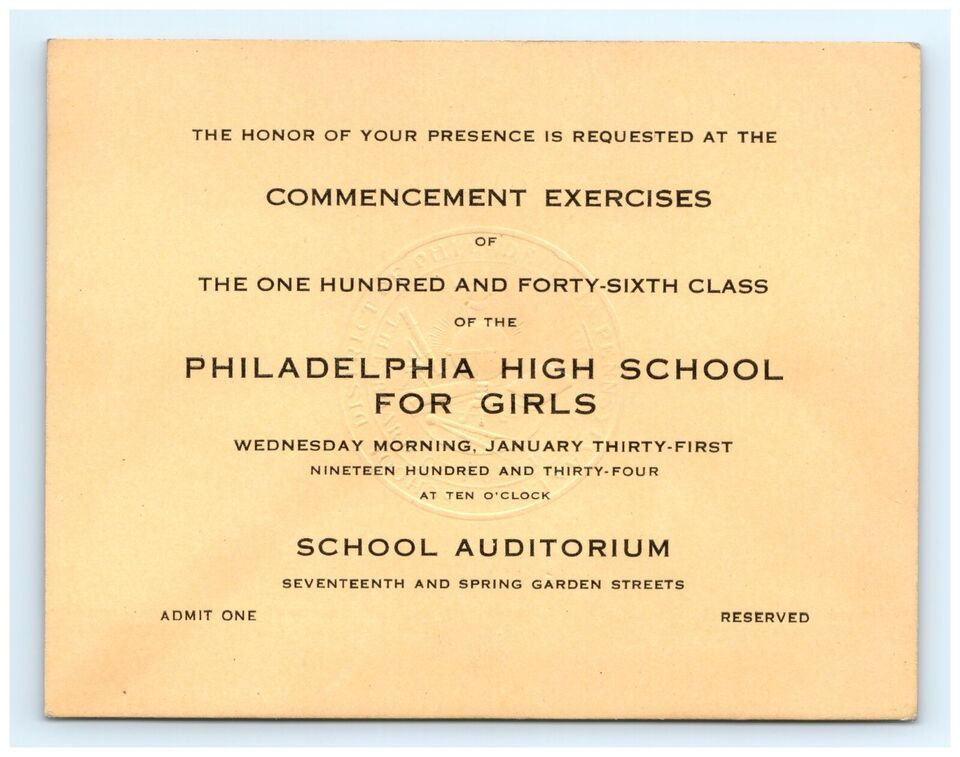 THE HONOR OF YOUR PRESENCE IS REQUESTED AT THE
COMMENCEMENT EXERCISES
OF
THE ONE HUNDRED AND FORTY-SIXTH CLASS
OF THE
PHILADELPHIA HIGH SCHOOL
FOR GIRLS
WEDNESDAY MORNING, JANUARY THIRTY-FIRST
NINETEEN HUNDRED AND THIRTY-FOUR
AT TEN O'CLOCK
SCHOOL AUDITORIUM
SEVENTEENTH AND SPRING GARDEN STREETS
ADMIT ONE RESERVED